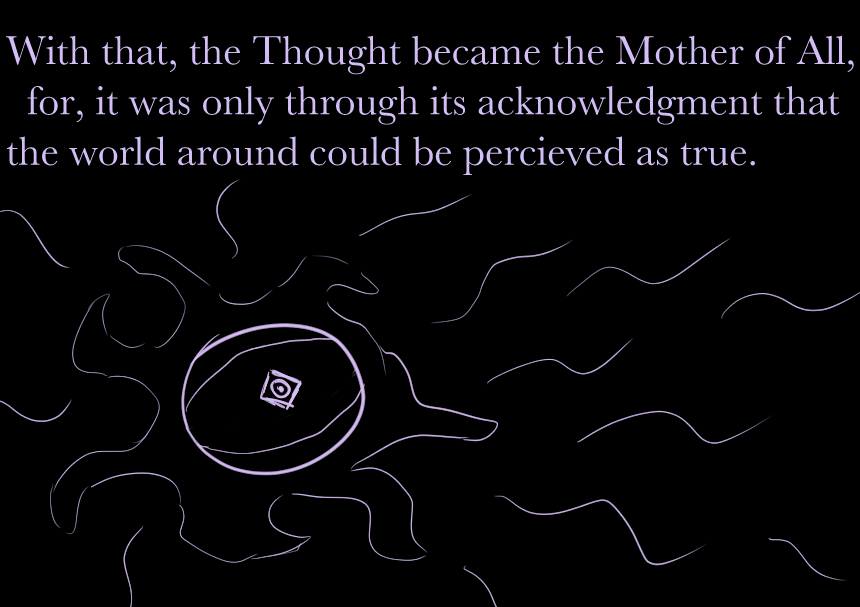 With that, the Thought became the Mother of All,
for, it was only through its acknowledgment that
the world around could be percieved as true.